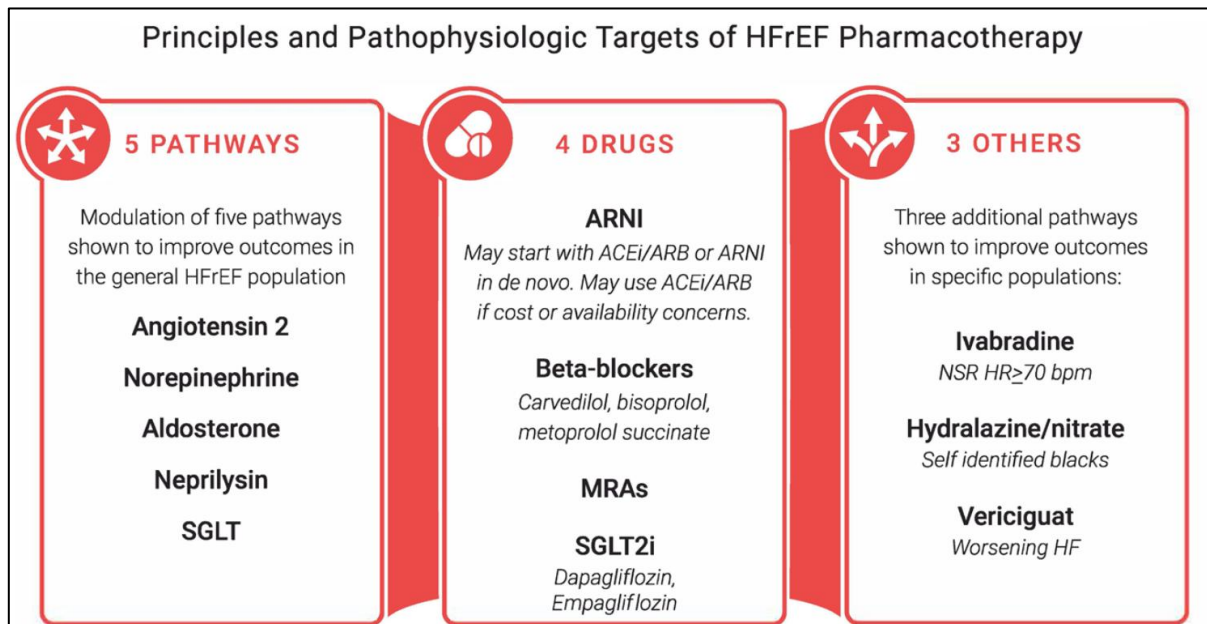 Principles and Pathophysiologic Targets of HFrEF Pharmacotherapy
5 PATHWAYS
Modulation of five pathways
shown to improve outcomes in
the general HFrEF population
Angiotensin 2
Norepinephrine
Aldosterone
Neprilysin
SGLT
4 DRUGS
ARNI
May start with ACEi/ARB or ARNI
in de novo. May use ACEi/ARB
if cost or availability concerns.
Beta-blockers
Carvedilol, bisoprolol,
metoprolol succinate
MRAs
SGLT2i
Dapagliflozin,
Empagliflozin
3 OTHERS
Three additional pathways
shown to improve outcomes
in specific populations:
Ivabradine
NSR HR≥70 bpm
Hydralazine/nitrate
Self identified blacks
Vericiguat
Worsening HF